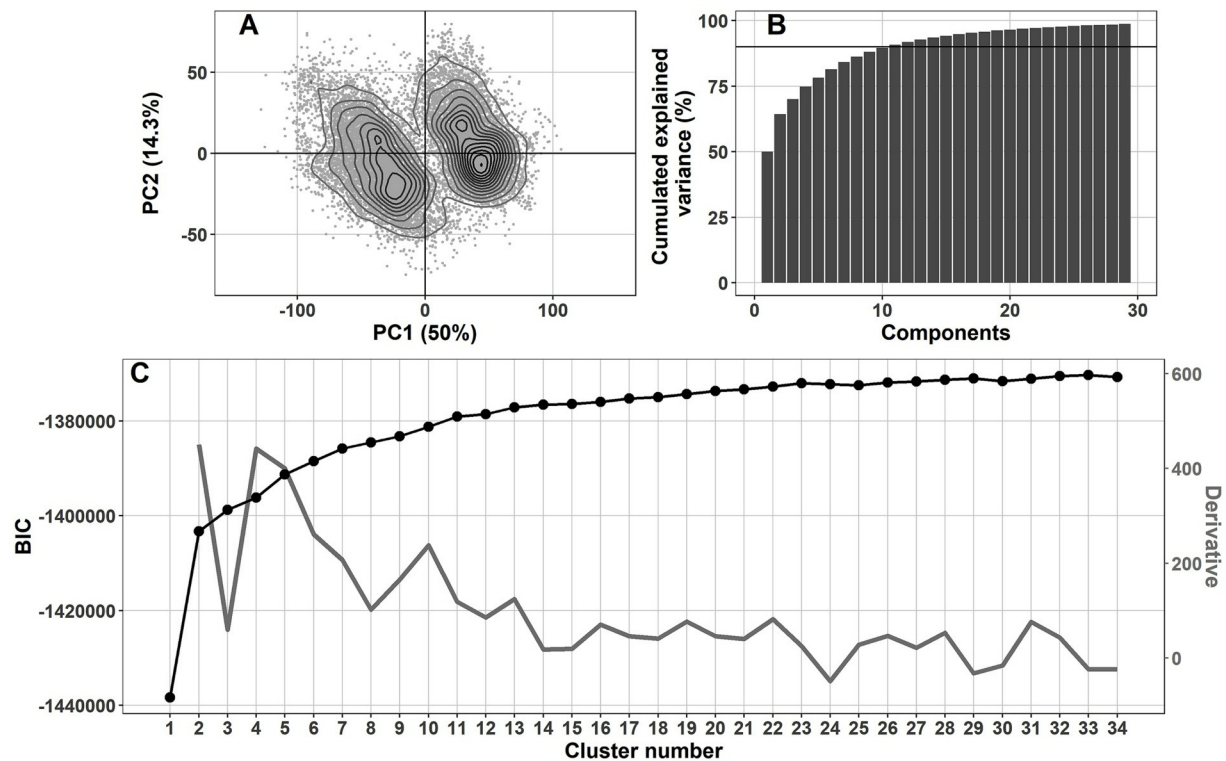 A
50
0
-50
PC2 (14.3%)
-100
0
100
PC1 (50%)
B
100
75
50
25
0
Cumulated explained
variance (%)
0
10
20
30
Components
C
-1380000
-1400000
-1420000
-1440000
BIC
600
400
200
0
Derivative
1 2 3 4 5 6 7 8 9 10 11 12 13 14 15 16 17 18 19 20 21 22 23 24 25 26 27 28 29 30 31 32 33 34
Cluster number